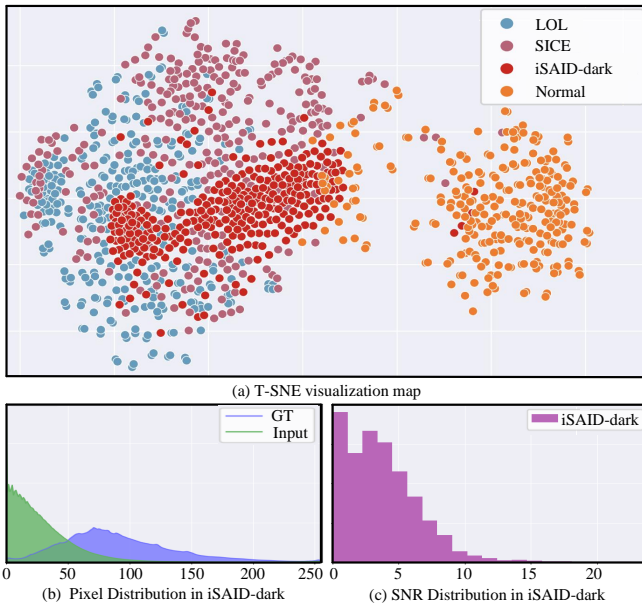 LOL
SICE
iSAID-dark
Normal
(a) T-SNE visualization map
GT
Input
iSAID-dark
0 50 100 150 200 250
0 5 10 15 20
(b) Pixel Distribution in iSAID-dark
(c) SNR Distribution in iSAID-dark